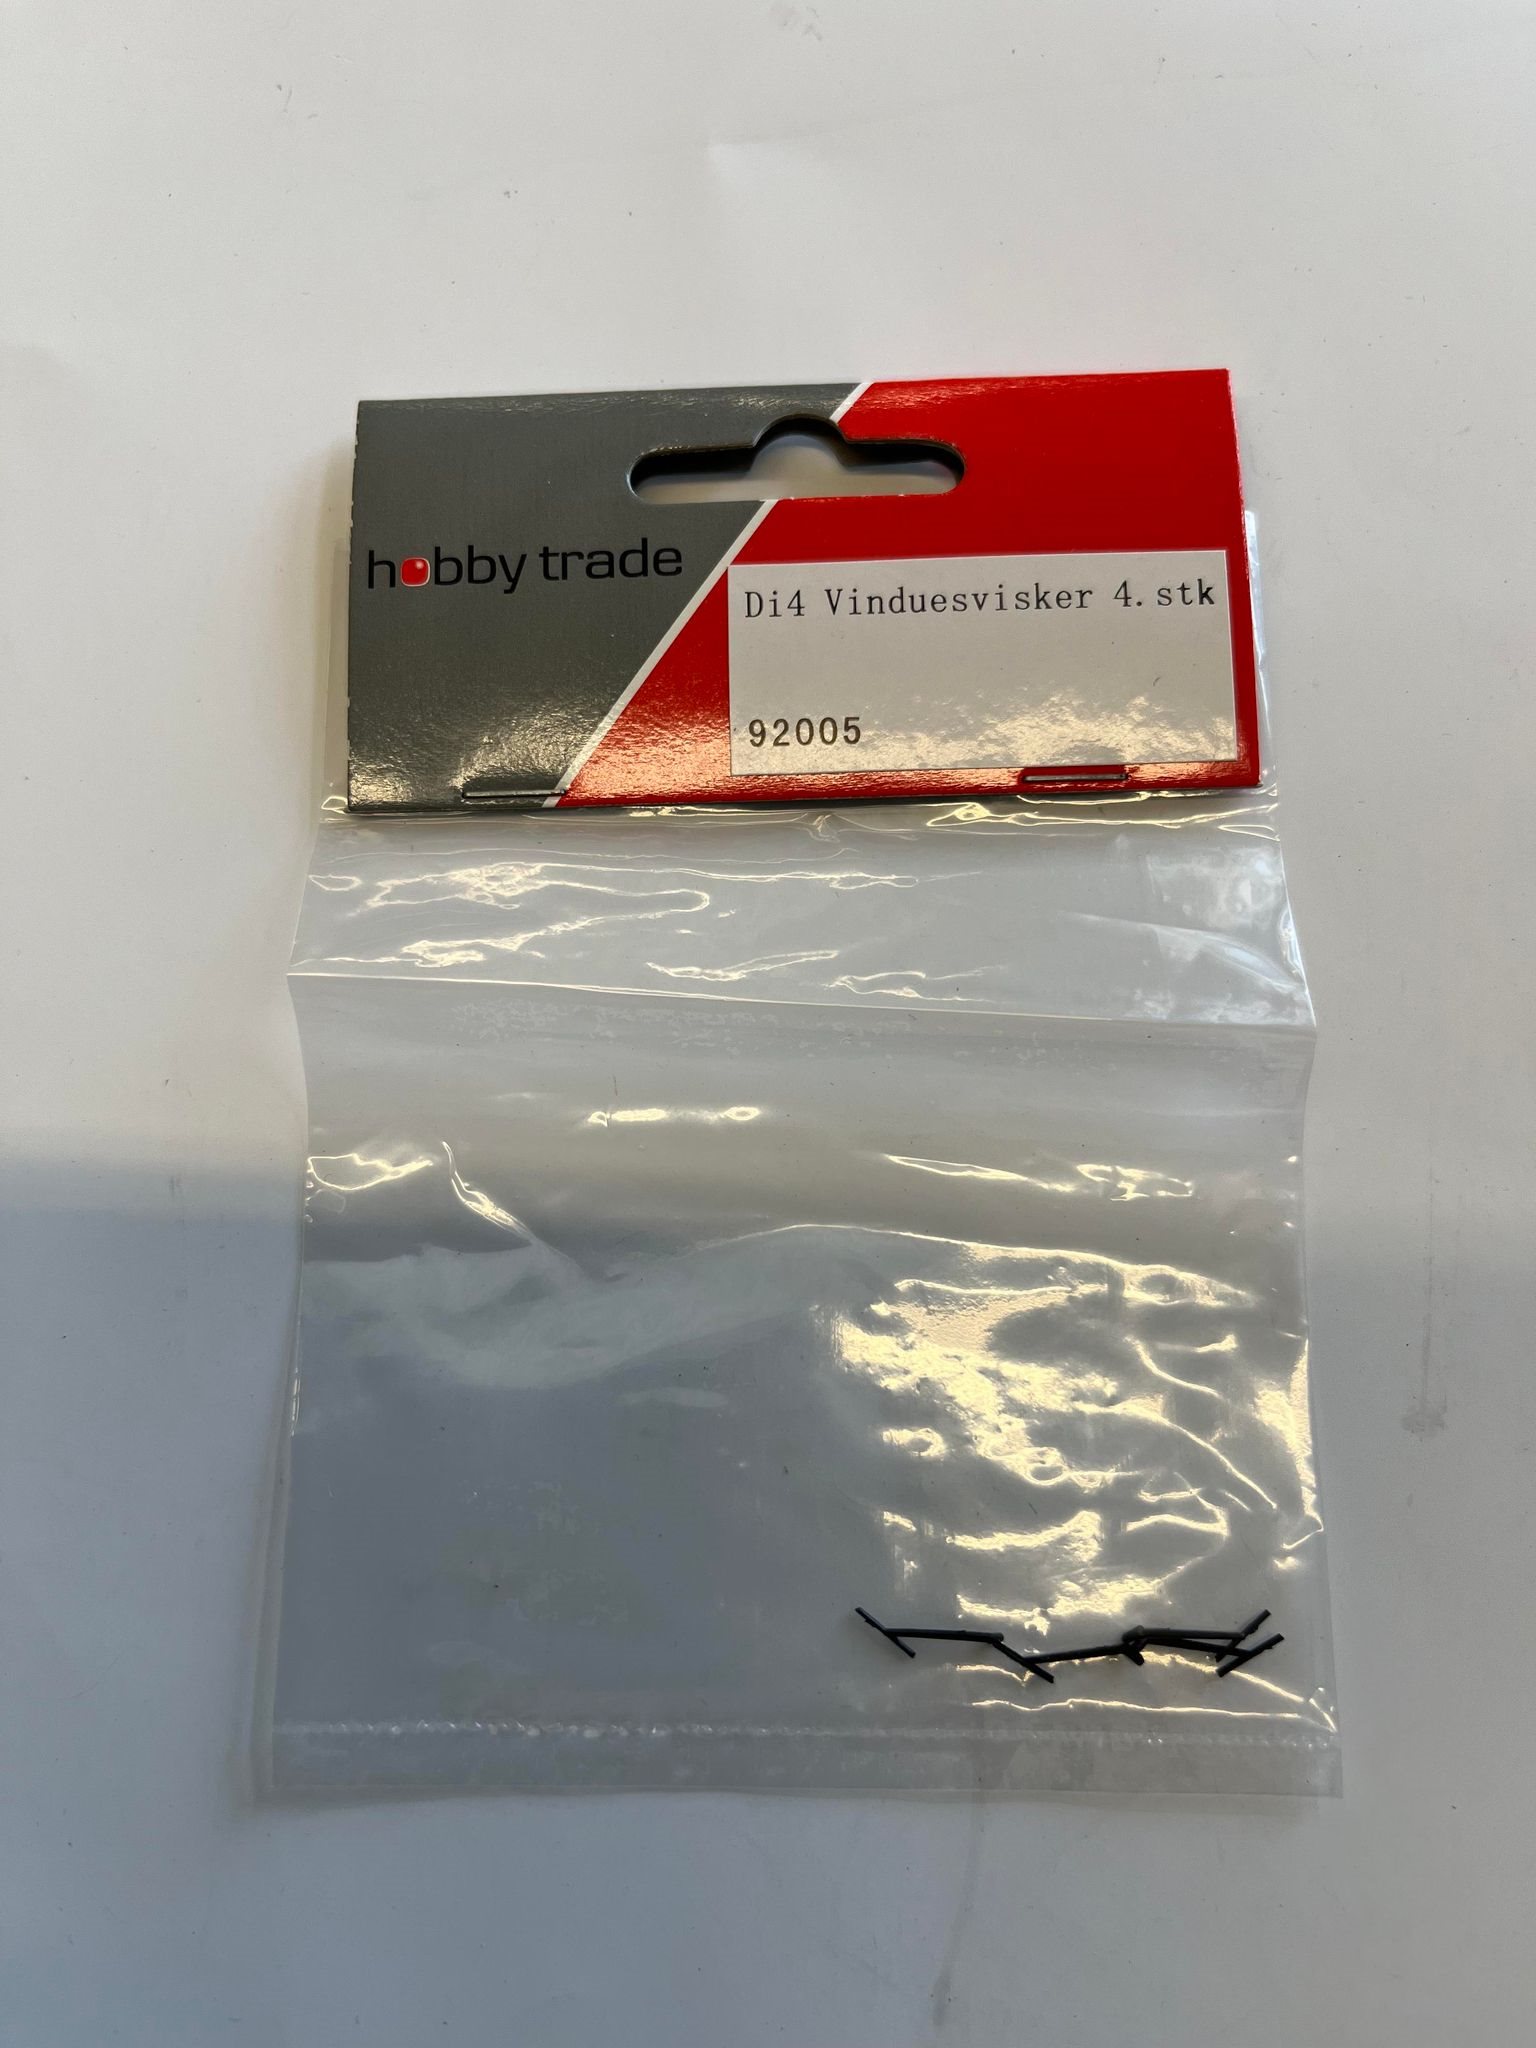 hobby trade
Di4 Vinduesvisker 4.stk
92005